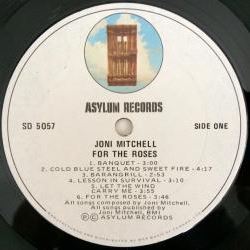 ASYLUM RECORDS
SD 5057
SIDE ONE
JONI MITCHELL
FOR THE ROSES
1. BANQUET - 3:00
2. COLD BLUE STEEL AND SWEET FIRE - 4:17
3. BARANGRILL - 2:50
4. LESSON IN SURVIVAL - 3:10
5. LET THE WIND
CARRY ME - 3:50
6. FOR THE ROSES - 3:46
All songs composed by Joni Mitchell.
All songs published by
Joni Mitchell, BMI
ⓅⒸ ASYLUM RECORDS